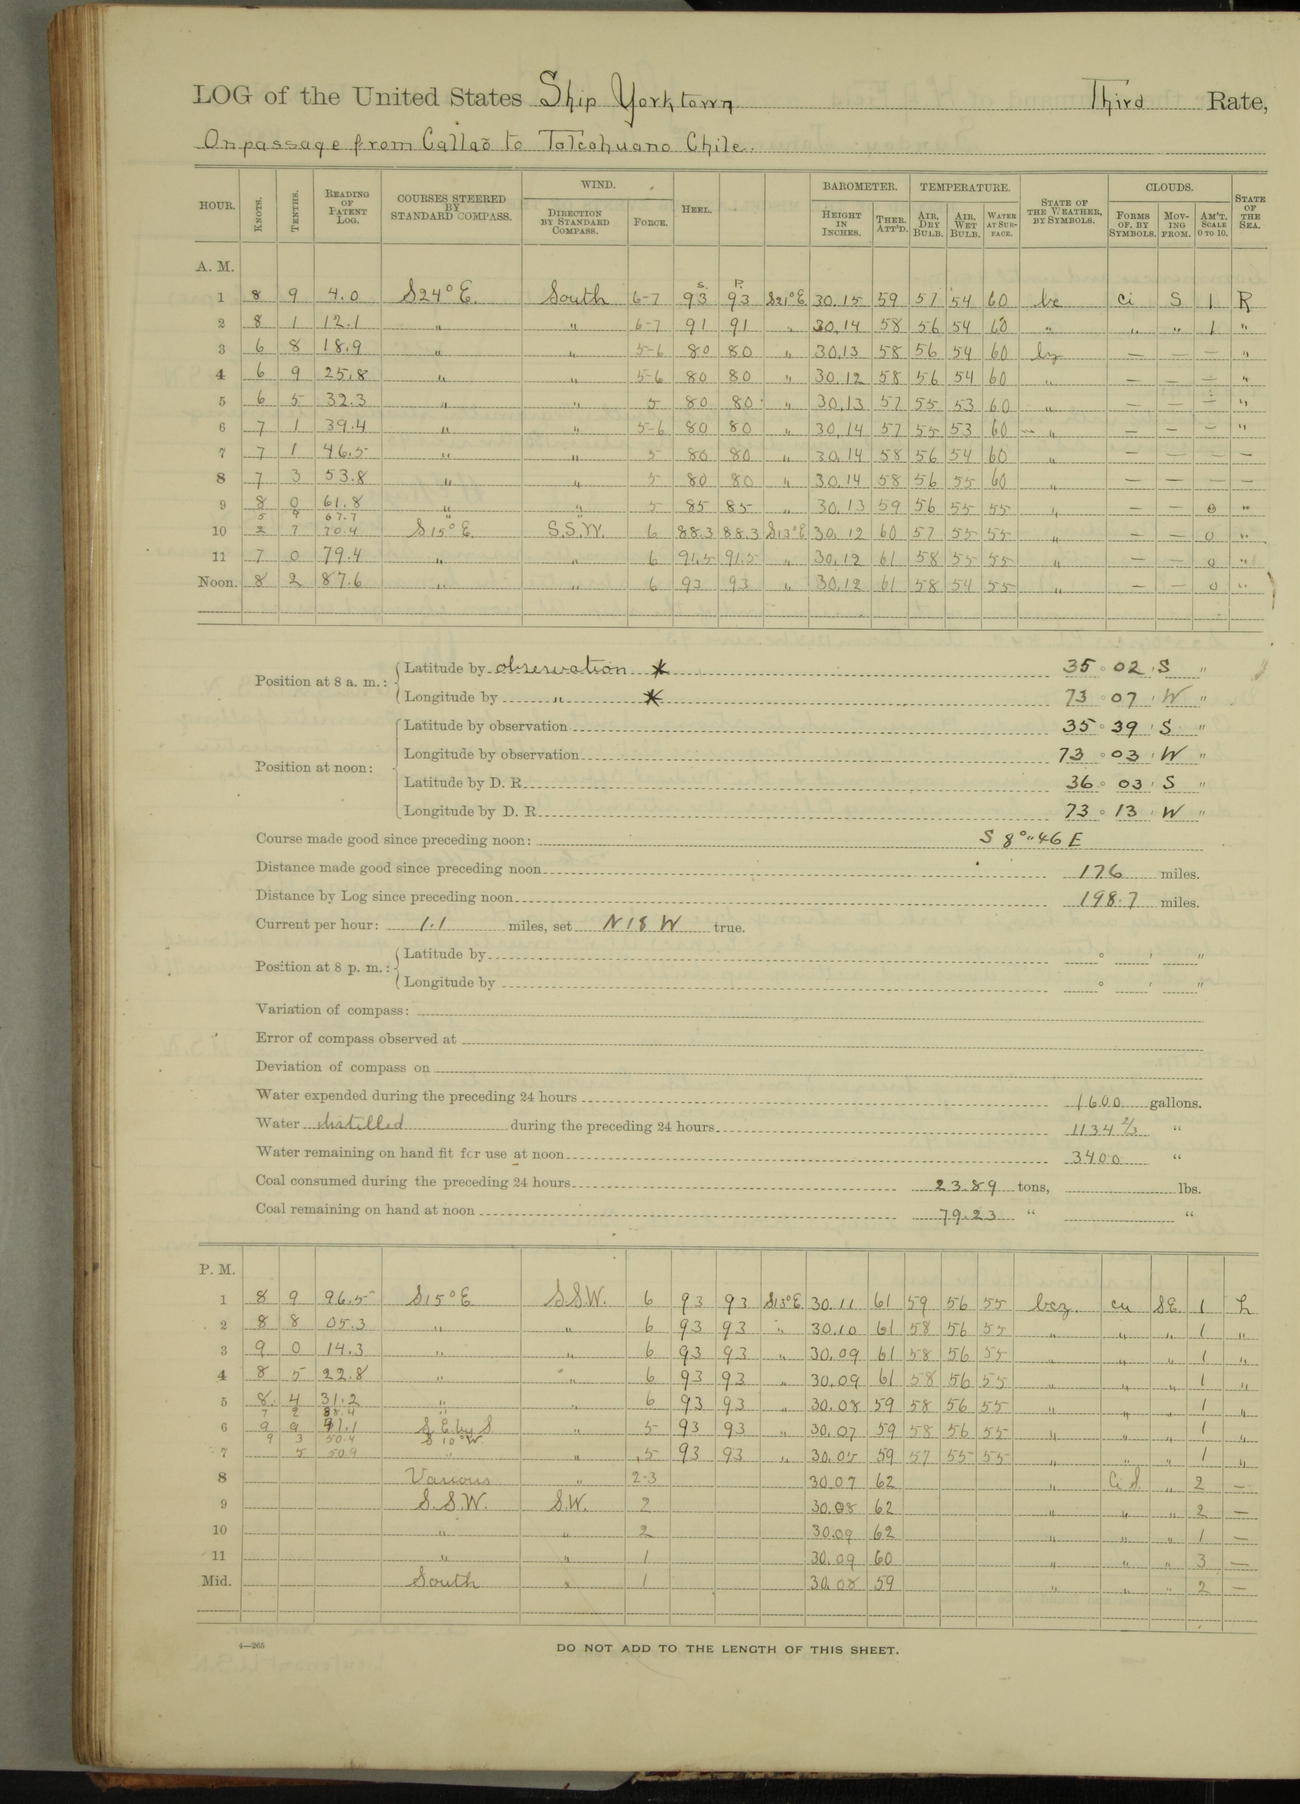 LOG of the United States Ship Yorktown Third Rate,
On passage from Callao to Talcahuano Chile.
HOUR. KNOTS. TENTHS. READING OF PATENT LOG. COURSES STEERED BY STANDARD COMPASS. WIND. DIRECTION BY STANDARD COMPASS. FORCE. HEEL. BAROMETER. HEIGHT IN INCHES. THER. ATT'D. TEMPERATURE. AIR, DRY BULB. AIR, WET BULB. WATER AT SURFACE. STATE OF THE WEATHER, BY SYMBOLS. CLOUDS. FORMS OF, BY SYMBOLS. MOVING FROM. AM'T. SCALE 0 TO 10. STATE OF THE SEA.
A. M.
S. P.
1 8 9 4.0 S24°E. South 6-7 93 93 S21°E 30.15 59 57 54 60 bc ci S 1 R
2 8 1 12.1 " " 6-7 91 91 " 30.14 58 56 54 60 " " " 1 "
3 6 8 18.9 " " 5-6 80 80 " 30.13 58 56 54 60 — — — "
4 6 9 25.8 " " 5-6 80 80 " 30.12 58 56 54 60 " — — — "
5 6 5 32.3 " " 5 80 80 " 30.13 57 55 53 60 " — — — "
6 7 1 39.4 " " 5-6 80 80 " 30.14 57 55 53 60 " — — — "
7 7 1 46.5 " " 5 80 80 " 30.14 58 56 54 60 " — — — —
8 7 3 53.8 " " 5 80 80 " 30.14 58 56 55 60 " — — — —
9 8 0 61.8 " " 5 85 85 " 30.13 59 56 55 55 " — — 0 "
5 9 67.7 " "
10 2 7 70.4 S15°E. S.S.W. 6 88.3 88.3 S13°E 30.12 60 57 55 55 " — — 0 "
11 7 0 79.4 " " 6 91.5 91.5 " 30.12 61 58 55 55 " — — 0 "
Noon. 8 2 87.6 " " 6 93 93 " 30.12 61 58 54 55 " — — 0 "
Position at 8 a. m.: Latitude by observation * 35 ° 02 ' S "
Longitude by " * 73 ° 07 ' W "
Position at noon: Latitude by observation 35 ° 39 ' S "
Longitude by observation 73 ° 03 ' W "
Latitude by D. R. 36 ° 03 ' S "
Longitude by D. R. 73 ° 13 ' W "
Course made good since preceding noon: S 8° 46 E
Distance made good since preceding noon 176 miles.
Distance by Log since preceding noon 198.7 miles.
Current per hour: 1.1 miles, set N 18 W true.
Position at 8 p. m.: Latitude by ° ' "
Longitude by ° ' "
Variation of compass:
Error of compass observed at
Deviation of compass on
Water expended during the preceding 24 hours 1600 gallons.
Water distilled during the preceding 24 hours 1134 2/3 "
Water remaining on hand fit for use at noon 3400 "
Coal consumed during the preceding 24 hours 23.89 tons, lbs.
Coal remaining on hand at noon 79.23 " "
P. M.
1 8 9 96.5 S15°E SSW. 6 93 93 S13°E 30.11 61 59 56 55 bcz cu SE. 1 L
2 8 8 05.3 " " 6 93 93 " 30.10 61 58 56 55 " " " 1 "
3 9 0 14.3 " " 6 93 93 " 30.09 61 58 56 55 " " " 1 "
4 8 5 22.8 " " 6 93 93 " 30.09 61 58 56 55 " " " 1 "
5 8 4 31.2 " " 6 93 93 " 30.08 59 58 56 55 " " " 1 "
7 2 38.4 "
6 2 9 41.1 S.E. by S " 5 93 93 " 30.07 59 58 56 55 " " " 1 "
9 3 50.4 S 10° W
7 5 50.9 " " 5 93 93 " 30.05 59 57 55 55 " " " 1 "
8 Various " 2-3 30.07 62 " Ci S. " 2 —
9 S.S.W. S.W. 2 30.08 62 " " " 2 —
10 " " 2 30.09 62 " " " 1 —
11 " " 1 30.09 60 " " " 3 —
Mid. South " 1 30.08 59 " " " 2 —
4—265
DO NOT ADD TO THE LENGTH OF THIS SHEET.